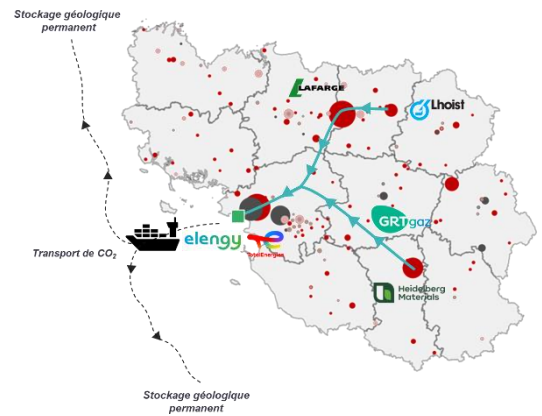 Stockage géologique
permanent
LAFARGE
Lhoist
GRTgaz
elengy
TotalEnergies
Transport de CO₂
Heidelberg
Materials
Stockage géologique
permanent